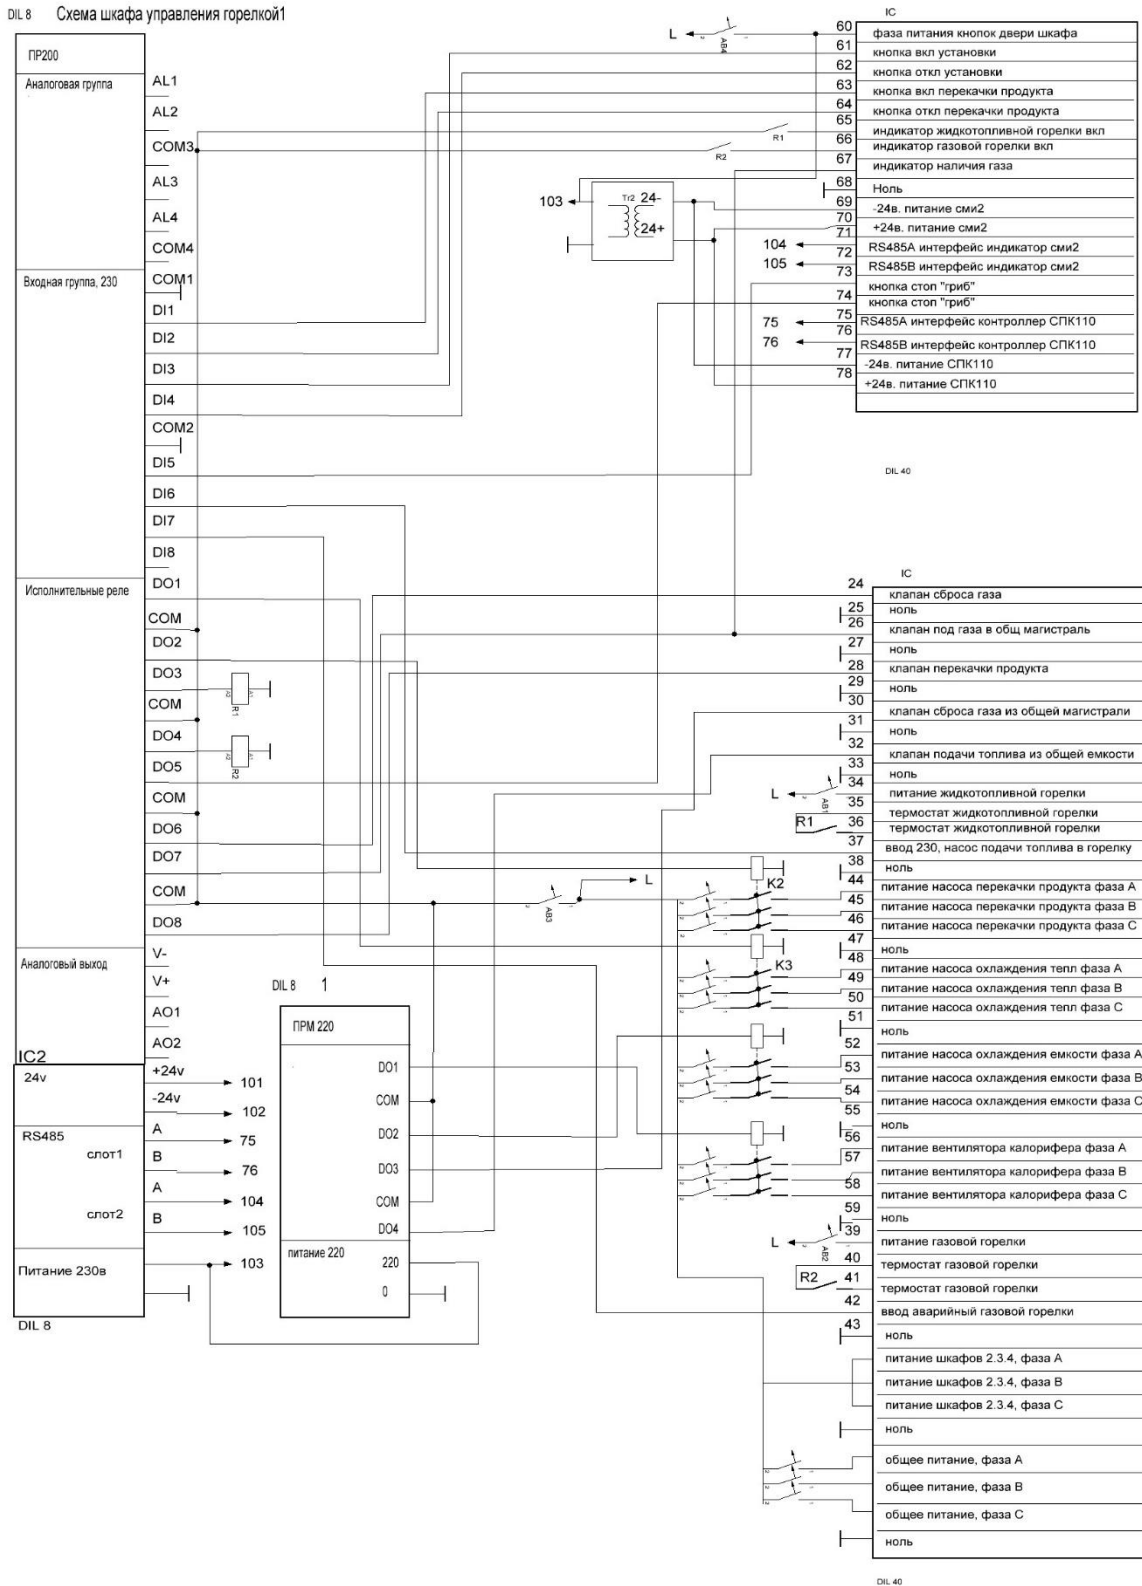 DIL 8 Схема шкафа управления горелкой1
ПР200
Аналоговая группа
AL1
AL2
COM3
AL3
AL4
COM4
Входная группа, 230
COM1
DI1
DI2
DI3
DI4
COM2
DI5
DI6
DI7
DI8
Исполнительные реле
DO1
COM
DO2
DO3
COM
DO4
DO5
COM
DO6
DO7
COM
DO8
Аналоговый выход
V-
V+
AO1
AO2
IC2
24v
+24v 101
-24v 102
RS485
слот1
A 75
B 76
слот2
A 104
B 105
Питание 230в 103
DIL 8
A2 A1
R1
A2 A1
R2
DIL 8 1
ПРМ 220
DO1
COM
DO2
DO3
COM
DO4
питание 220
220
0
L
AB4
R1
R2
103
Tr2 24-
24+
104
105
75
76
IC
60 фаза питания кнопок двери шкафа
61 кнопка вкл установки
62 кнопка откл установки
63 кнопка вкл перекачки продукта
64 кнопка откл перекачки продукта
65 индикатор жидкотопливной горелки вкл
66 индикатор газовой горелки вкл
67 индикатор наличия газа
68 Ноль
69 -24в. питание сми2
70 +24в. питание сми2
71 RS485A интерфейс индикатор сми2
72 RS485B интерфейс индикатор сми2
73 кнопка стоп "гриб"
74 кнопка стоп "гриб"
75 RS485A интерфейс контроллер СПК110
76 RS485B интерфейс контроллер СПК110
77 -24в. питание СПК110
78 +24в. питание СПК110
DIL 40
IC
24 клапан сброса газа
25 ноль
26 клапан под газа в общ магистраль
27 ноль
28 клапан перекачки продукта
29 ноль
30 клапан сброса газа из общей магистрали
31 ноль
32 клапан подачи топлива из общей емкости
33 ноль
34 питание жидкотопливной горелки
L AB1
35 термостат жидкотопливной горелки
R1
36 термостат жидкотопливной горелки
37 ввод 230, насос подачи топлива в горелку
38 ноль
44 питание насоса перекачки продукта фаза A
45 питание насоса перекачки продукта фаза B
46 питание насоса перекачки продукта фаза C
K2
L
AB3
47 ноль
48 питание насоса охлаждения тепл фаза A
49 питание насоса охлаждения тепл фаза B
50 питание насоса охлаждения тепл фаза C
K3
51 ноль
52 питание насоса охлаждения емкости фаза A
53 питание насоса охлаждения емкости фаза B
54 питание насоса охлаждения емкости фаза C
55 ноль
56 питание вентилятора калорифера фаза A
57 питание вентилятора калорифера фаза B
58 питание вентилятора калорифера фаза C
59 ноль
39 питание газовой горелки
L AB2
40 термостат газовой горелки
R2
41 термостат газовой горелки
42 ввод аварийный газовой горелки
43 ноль
питание шкафов 2.3.4, фаза A
питание шкафов 2.3.4, фаза B
питание шкафов 2.3.4, фаза C
ноль
общее питание, фаза A
общее питание, фаза B
общее питание, фаза C
ноль
DIL 40